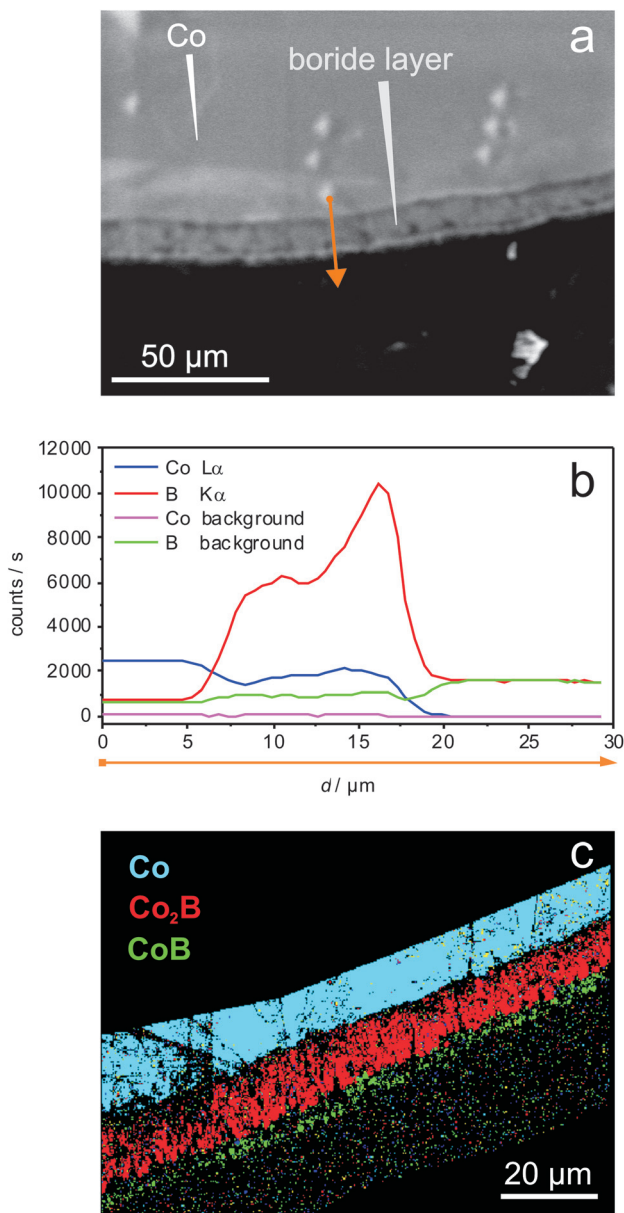 a
Co
boride layer
50 µm
b
12000
10000
8000
6000
4000
2000
0
counts / s
Co Lα
B Kα
Co background
B background
0 5 10 15 20 25 30
d / µm
c
Co
Co₂B
CoB
20 µm